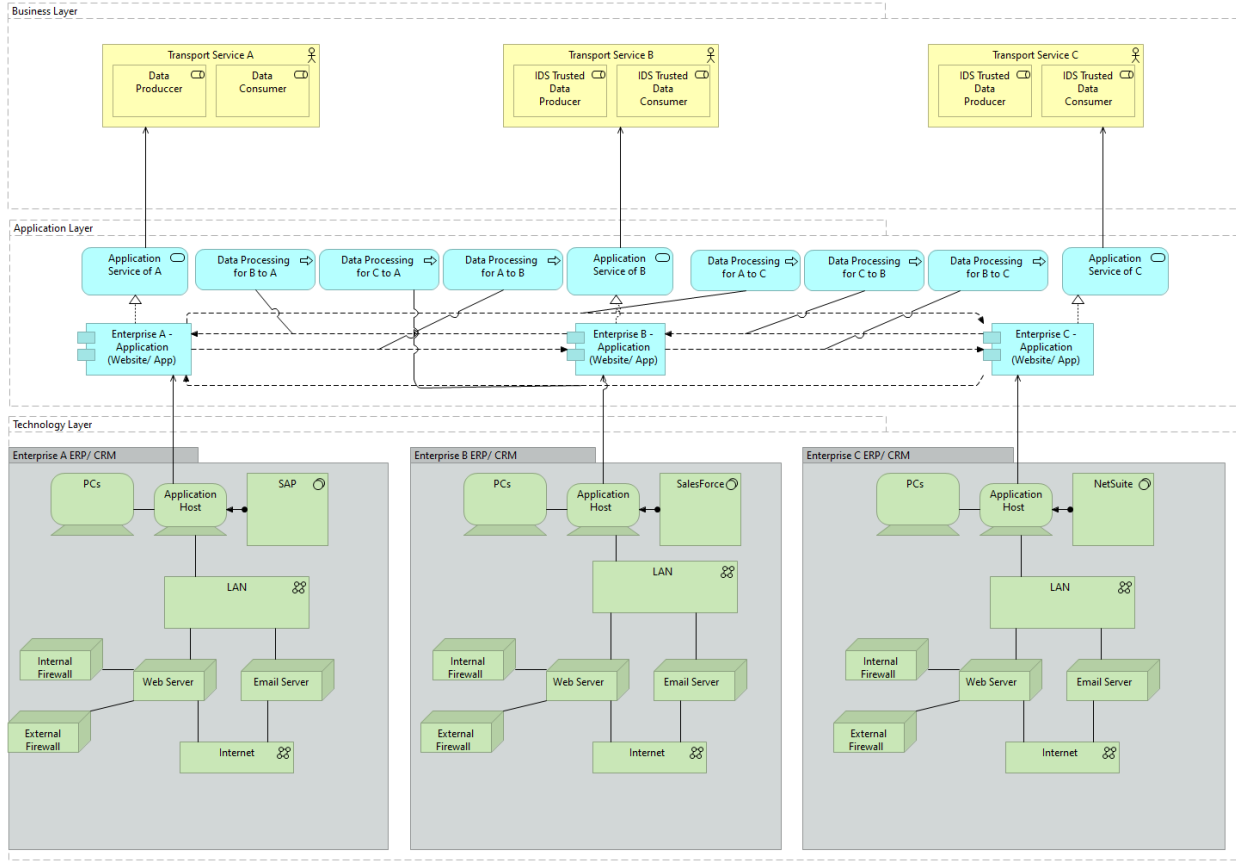 Business Layer
Transport Service A
Data
Produccer
Data
Consumer
Transport Service B
IDS Trusted
Data
Producer
IDS Trusted
Data
Consumer
Transport Service C
IDS Trusted
Data
Producer
IDS Trusted
Data
Consumer
Application Layer
Application
Service of A
Data Processing
for B to A
Data Processing
for C to A
Data Processing
for A to B
Application
Service of B
Data Processing
for A to C
Data Processing
for C to B
Data Processing
for B to C
Application
Service of C
Enterprise A -
Application
(Website/ App)
Enterprise B -
Application
(Website/ App)
Enterprise C -
Application
(Website/ App)
Technology Layer
Enterprise A ERP/ CRM
PCs
Application
Host
SAP
LAN
Internal
Firewall
Web Server
Email Server
External
Firewall
Internet
Enterprise B ERP/ CRM
PCs
Application
Host
SalesForce
LAN
Internal
Firewall
Web Server
Email Server
External
Firewall
Internet
Enterprise C ERP/ CRM
PCs
Application
Host
NetSuite
LAN
Internal
Firewall
Web Server
Email Server
External
Firewall
Internet